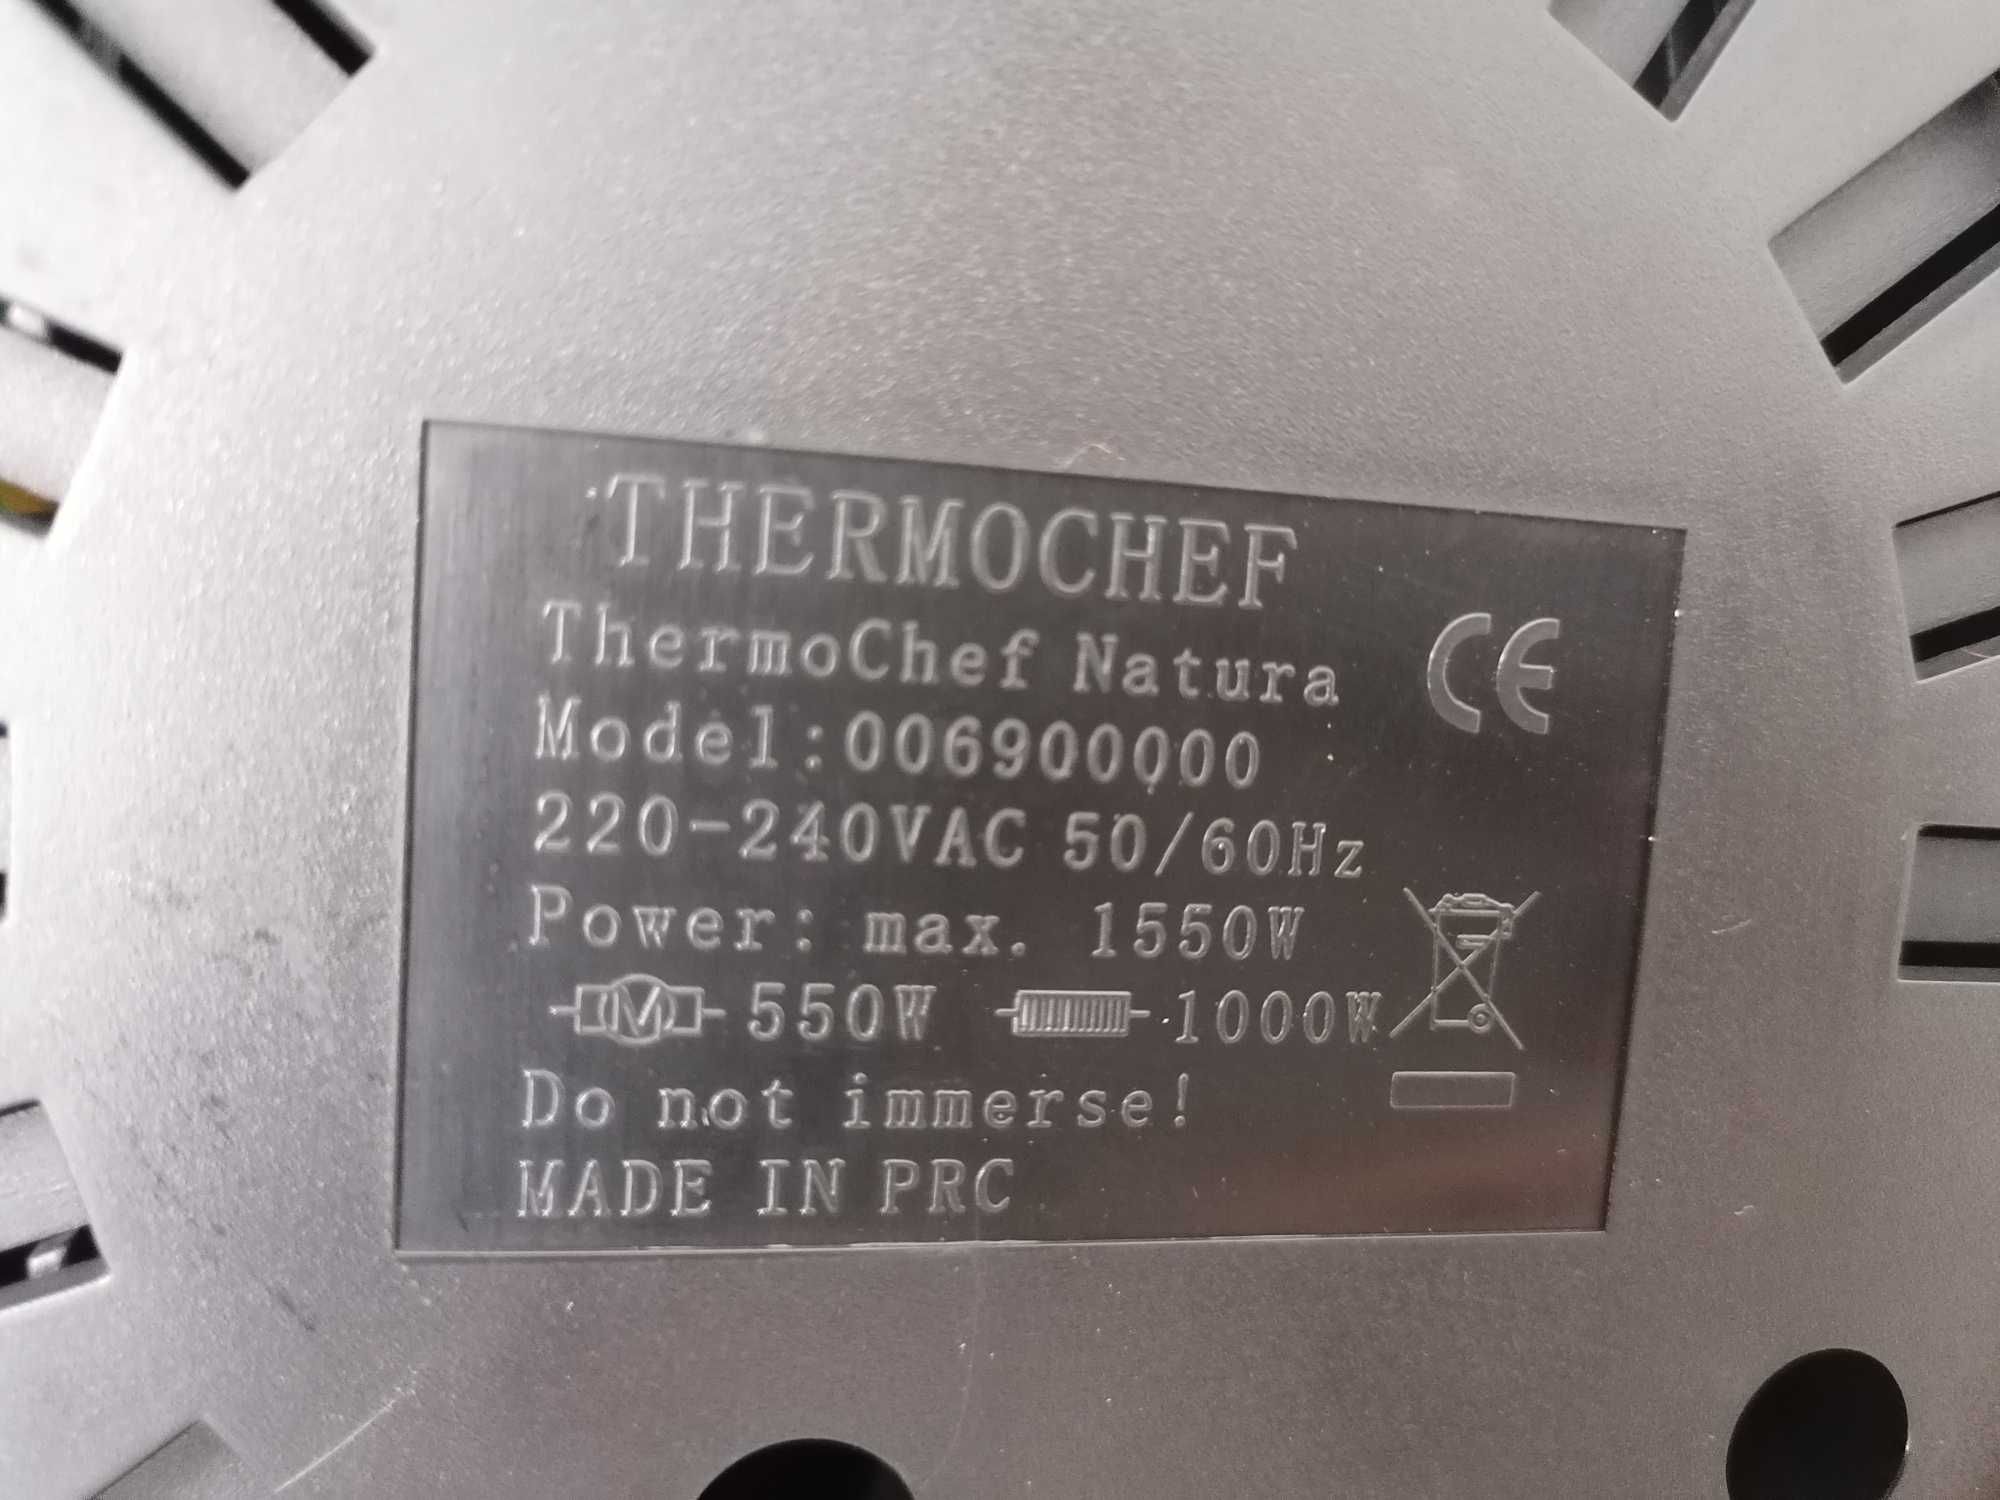 THERMOCHEF
ThermoChef Natura
CE
Model:006900000
220-240VAC 50/60Hz
Power: max. 1550W
M 550W 1000W
Do not immerse!
MADE IN PRC